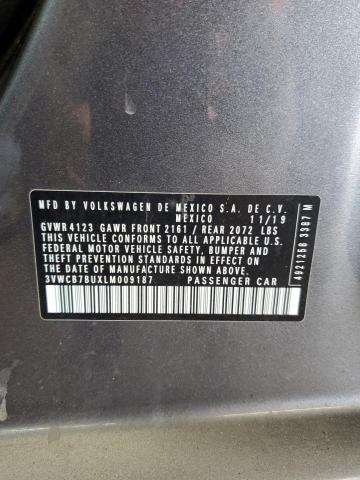 MFD BY VOLKSWAGEN DE MEXICO S.A. DE C.V.
MEXICO 11/19
GVWR 4123 GAWR FRONT 2161 / REAR 2072 LBS
THIS VEHICLE CONFORMS TO ALL APPLICABLE U.S.
FEDERAL MOTOR VEHICLE SAFETY, BUMPER AND
THEFT PREVENTION STANDARDS IN EFFECT ON THE
DATE OF MANUFACTURE SHOWN ABOVE.
3VWCB7BUXLM009187 PASSENGER CAR
4921268 3387 M